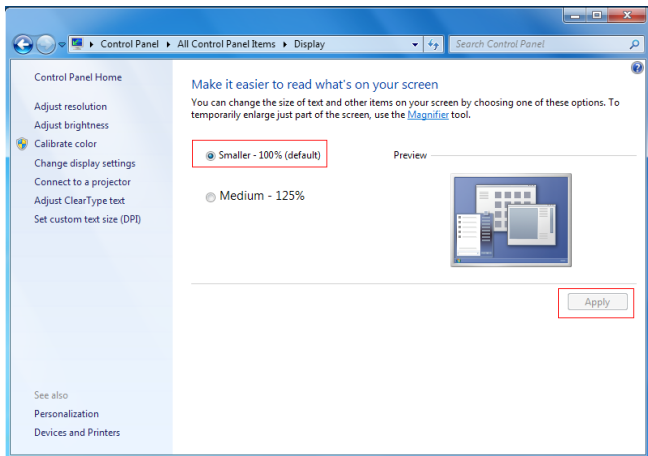 Control Panel ▸ All Control Panel Items ▸ Display
Search Control Panel
Control Panel Home
Adjust resolution
Adjust brightness
Calibrate color
Change display settings
Connect to a projector
Adjust ClearType text
Set custom text size (DPI)
See also
Personalization
Devices and Printers
Make it easier to read what's on your screen
You can change the size of text and other items on your screen by choosing one of these options. To
temporarily enlarge just part of the screen, use the Magnifier tool.
Smaller - 100% (default)
Preview
Medium - 125%
Apply